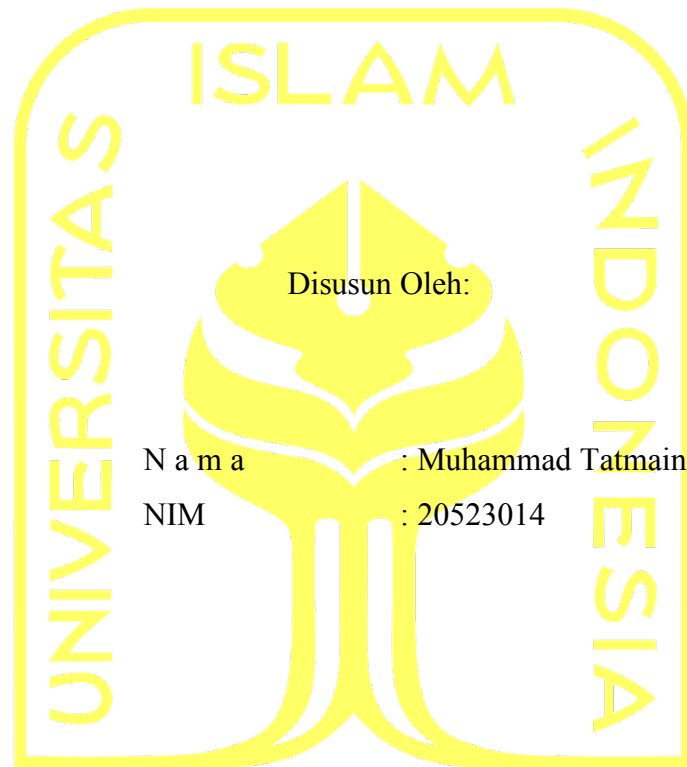 UNIVERSITAS
ISLAM
INDONESIA
Disusun Oleh:
N a m a : Muhammad Tatmain
NIM : 20523014